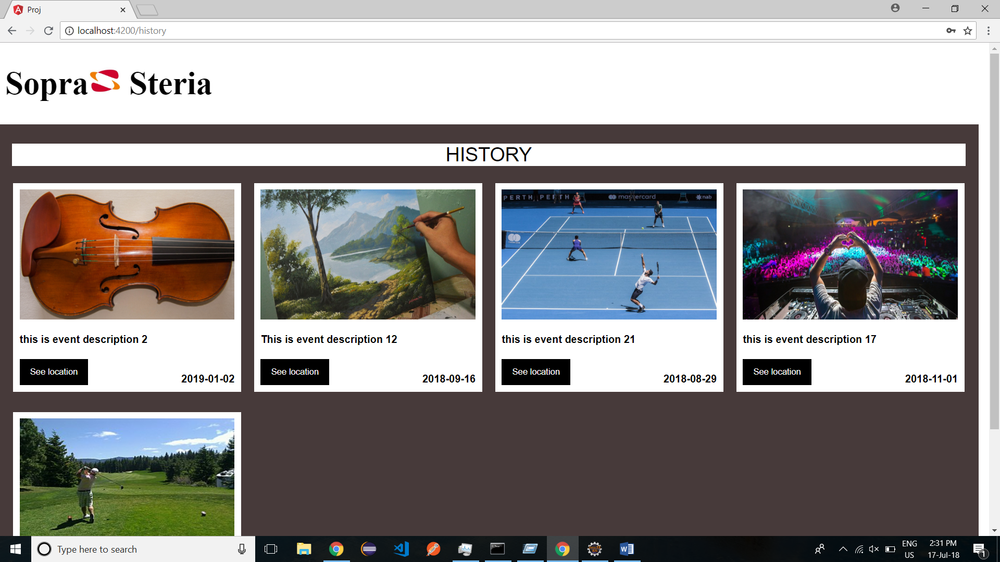 Proj
localhost:4200/history
Sopra Steria
HISTORY
PERTH PERTH mastercard nab
mastercard
this is event description 2
See location
2019-01-02
This is event description 12
See location
2018-09-16
this is event description 21
See location
2018-08-29
this is event description 17
See location
2018-11-01
Type here to search
ENG
US
2:31 PM
17-Jul-18
1